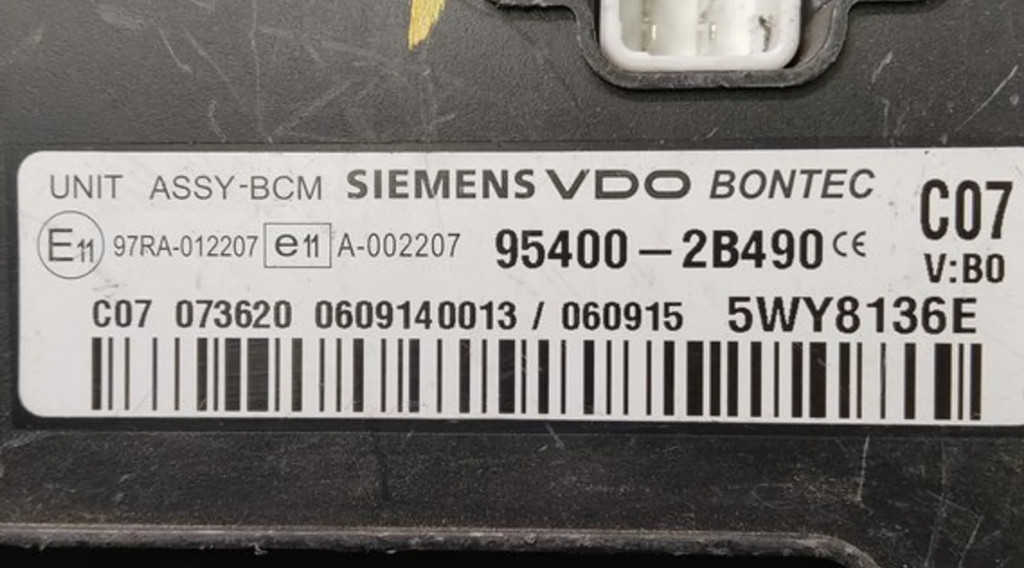 UNIT ASSY-BCM SIEMENS VDO BONTEC C07
E11 97RA-012207 e11 A-002207 95400-2B490 CE V:B0
C07 073620 0609140013 / 060915 5WY8136E